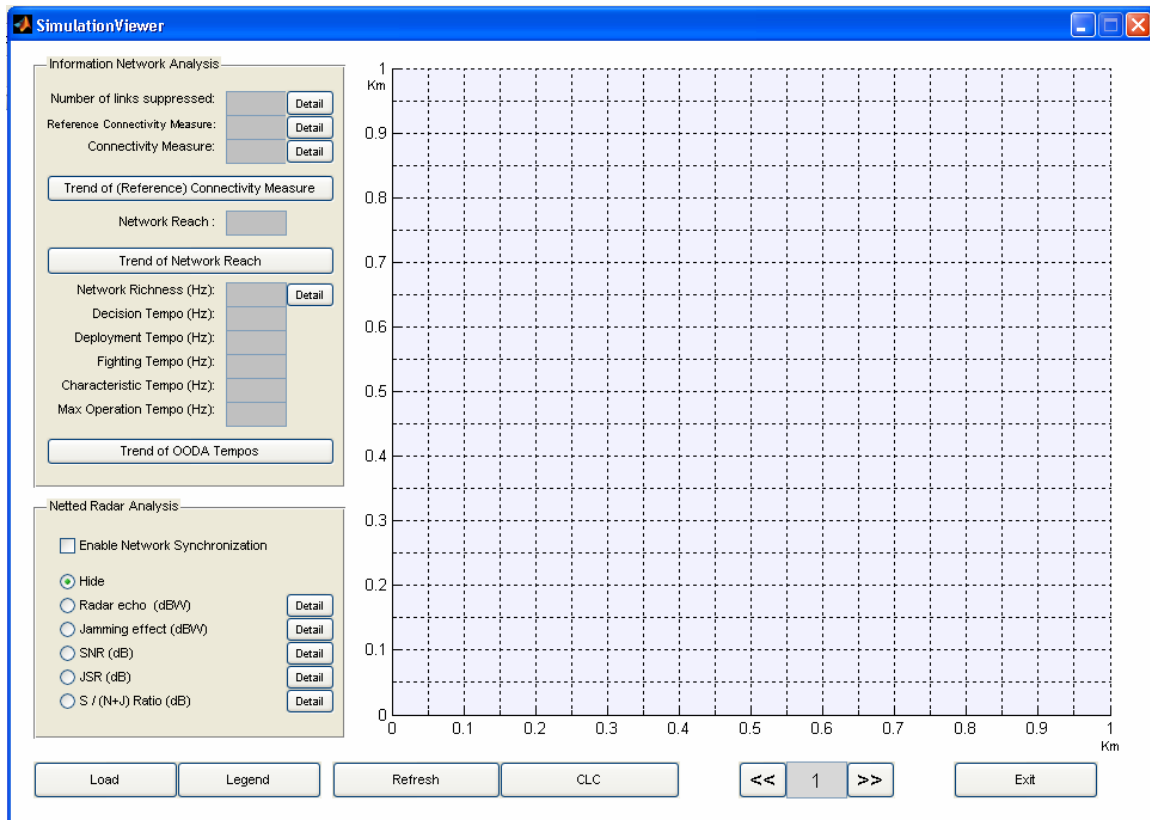 SimulationViewer
Information Network Analysis
Number of links suppressed: Detail
Reference Connectivity Measure: Detail
Connectivity Measure: Detail
Trend of (Reference) Connectivity Measure
Network Reach :
Trend of Network Reach
Network Richness (Hz): Detail
Decision Tempo (Hz):
Deployment Tempo (Hz):
Fighting Tempo (Hz):
Characteristic Tempo (Hz):
Max Operation Tempo (Hz):
Trend of OODA Tempos
Netted Radar Analysis
Enable Network Synchronization
Hide
Radar echo (dBW) Detail
Jamming effect (dBW) Detail
SNR (dB) Detail
JSR (dB) Detail
S / (N+J) Ratio (dB) Detail
1
Km
0.9
0.8
0.7
0.6
0.5
0.4
0.3
0.2
0.1
0
0 0.1 0.2 0.3 0.4 0.5 0.6 0.7 0.8 0.9 1
Km
Load Legend Refresh CLC << 1 >> Exit